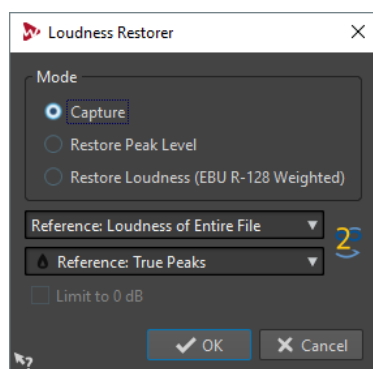 Loudness Restorer
Mode
Capture
Restore Peak Level
Restore Loudness (EBU R-128 Weighted)
Reference: Loudness of Entire File
2
Reference: True Peaks
Limit to 0 dB
OK
Cancel
?